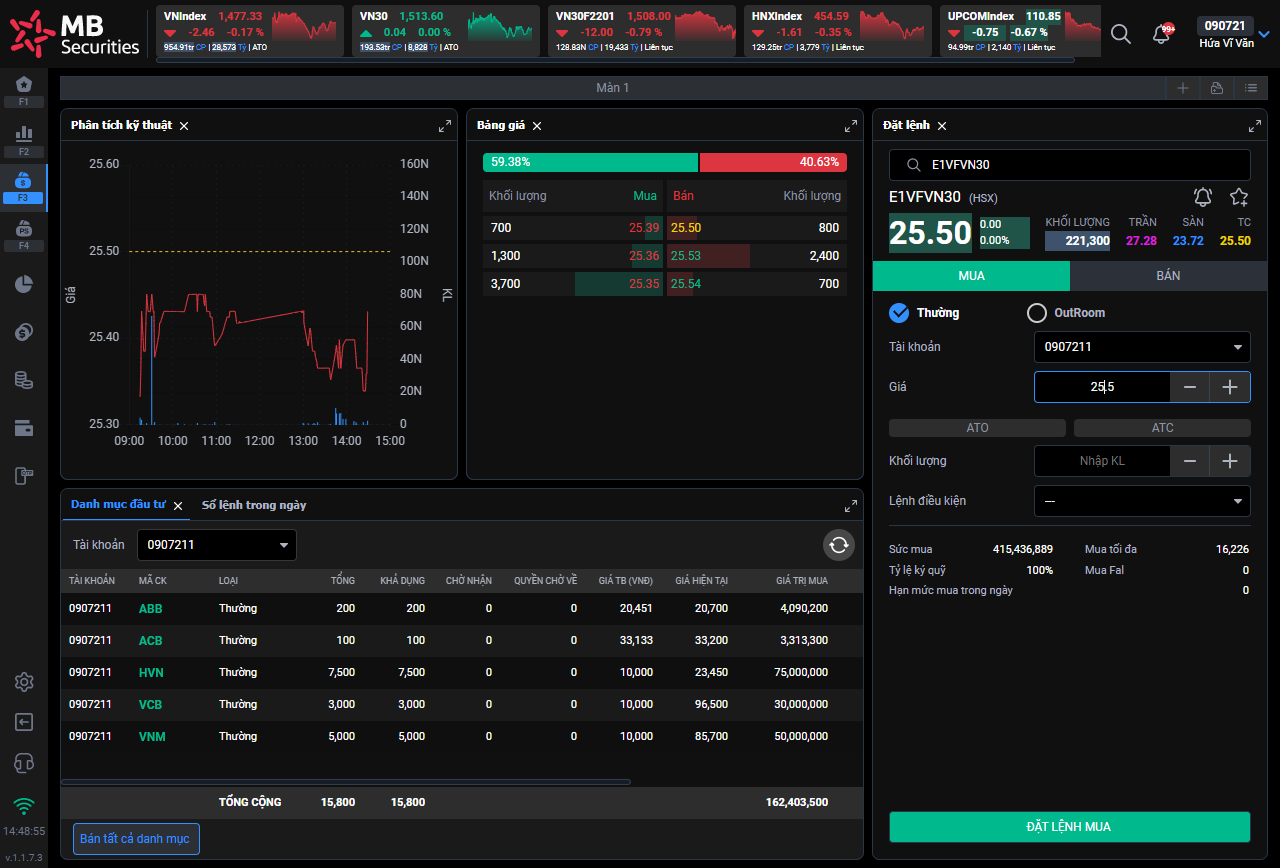 MB Securities
VNIndex 1,477.33
-2.46 -0.17 %
954.91tr CP | 28,573 Tỷ | ATO
VN30 1,513.60
0.04 0.00 %
193.53tr CP | 8,828 Tỷ | ATO
VN30F2201 1,508.00
-12.00 -0.79 %
128.83N CP | 19,433 Tỷ | Liên tục
HNXIndex 454.59
-1.61 -0.35 %
129.25tr CP | 3,779 Tỷ | Liên tục
UPCOMIndex 110.85
-0.75 -0.67 %
94.99tr CP | 2,140 Tỷ | Liên tục
99+
090721
Hứa Vĩ Văn
F1
F2
F3
F4
Màn 1
Phân tích kỹ thuật
25.60 160N
140N
120N
25.50 100N
80N
Giá KL
60N
25.40
40N
20N
25.30 0
09:00 10:00 11:00 12:00 13:00 14:00 15:00
Bảng giá
59.38% 40.63%
Khối lượng Mua Bán Khối lượng
700 25.39 25.50 800
1,300 25.36 25.53 2,400
3,700 25.35 25.54 700
Đặt lệnh
E1VFVN30
E1VFVN30 (HSX)
25.50 0.00 0.00%
KHỐI LƯỢNG TRẦN SÀN TC
221,300 27.28 23.72 25.50
MUA BÁN
Thường OutRoom
Tài khoản 0907211
Giá 25.5
ATO ATC
Khối lượng Nhập KL
Lệnh điều kiện ---
Sức mua 415,436,889 Mua tối đa 16,226
Tỷ lệ ký quỹ 100% Mua Fal 0
Hạn mức mua trong ngày 0
ĐẶT LỆNH MUA
Danh mục đầu tư Sổ lệnh trong ngày
Tài khoản 0907211
TÀI KHOẢN MÃ CK LOẠI TỔNG KHẢ DỤNG CHỜ NHẬN QUYỀN CHỜ VỀ GIÁ TB (VNĐ) GIÁ HIỆN TẠI GIÁ TRỊ MUA
0907211 ABB Thường 200 200 0 0 20,451 20,700 4,090,200
0907211 ACB Thường 100 100 0 0 33,133 33,200 3,313,300
0907211 HVN Thường 7,500 7,500 0 0 10,000 23,450 75,000,000
0907211 VCB Thường 3,000 3,000 0 0 10,000 96,500 30,000,000
0907211 VNM Thường 5,000 5,000 0 0 10,000 85,700 50,000,000
TỔNG CỘNG 15,800 15,800 162,403,500
Bán tất cả danh mục
14:48:55
v.1.1.7.3